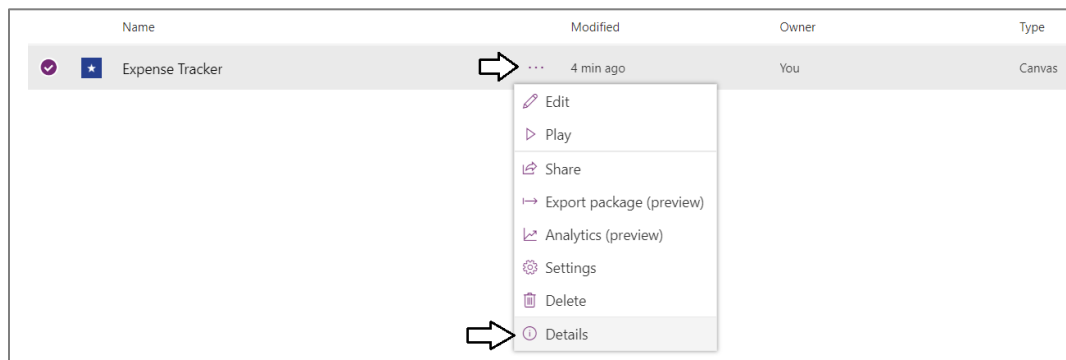 Name Modified Owner Type
Expense Tracker ... 4 min ago You Canvas
Edit
Play
Share
Export package (preview)
Analytics (preview)
Settings
Delete
Details